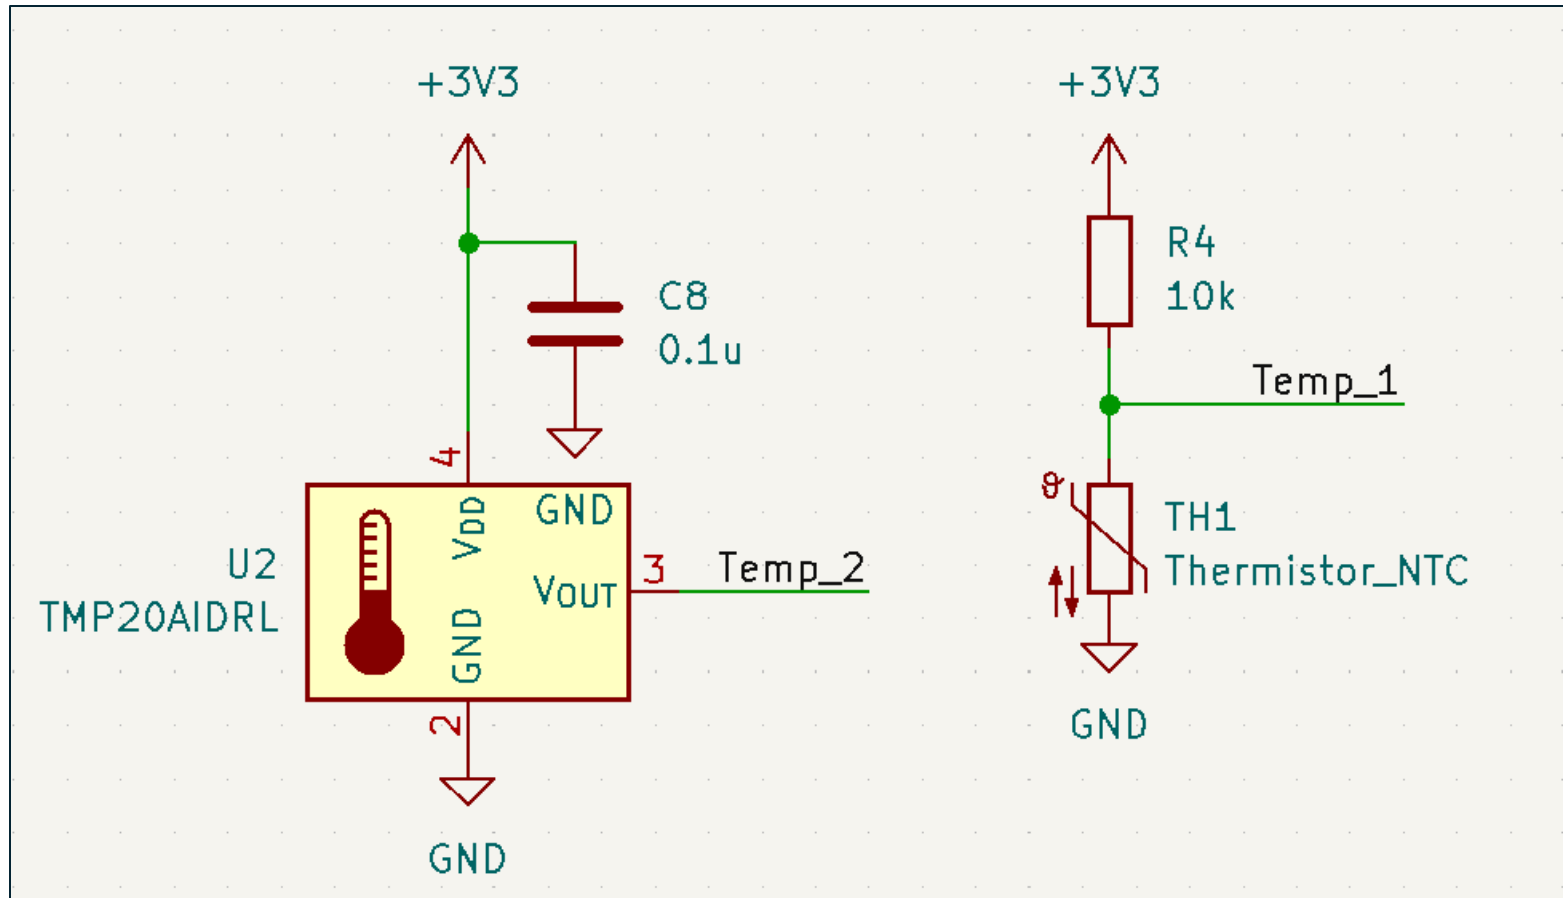 +3V3
C8
0.1u
4
VDD
GND
U2
TMP20AIDRL
VOUT
3
Temp_2
GND
2
GND
+3V3
R4
10k
Temp_1
ϑ
TH1
Thermistor_NTC
GND